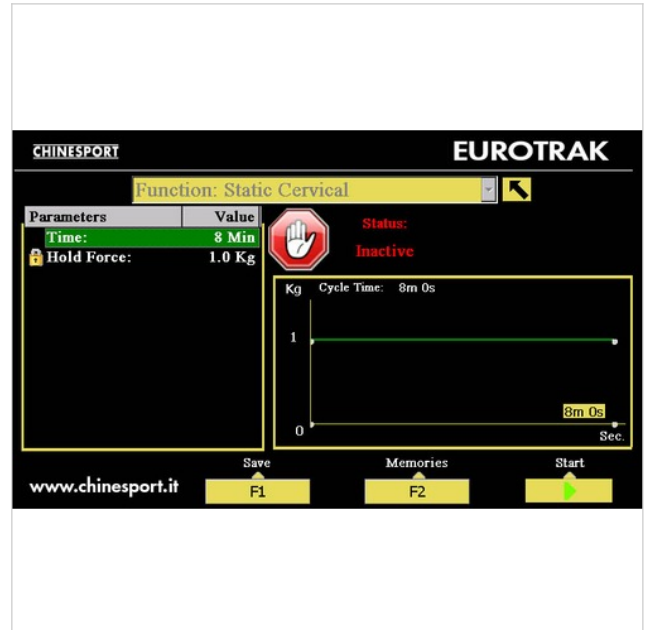 CHINESPORT
EUROTRAK
Function: Static Cervical
Parameters Value
Time: 8 Min
Hold Force: 1.0 Kg
Status:
Inactive
Kg Cycle Time: 8m 0s
1
8m 0s
0
Sec.
Save Memories Start
www.chinesport.it F1 F2